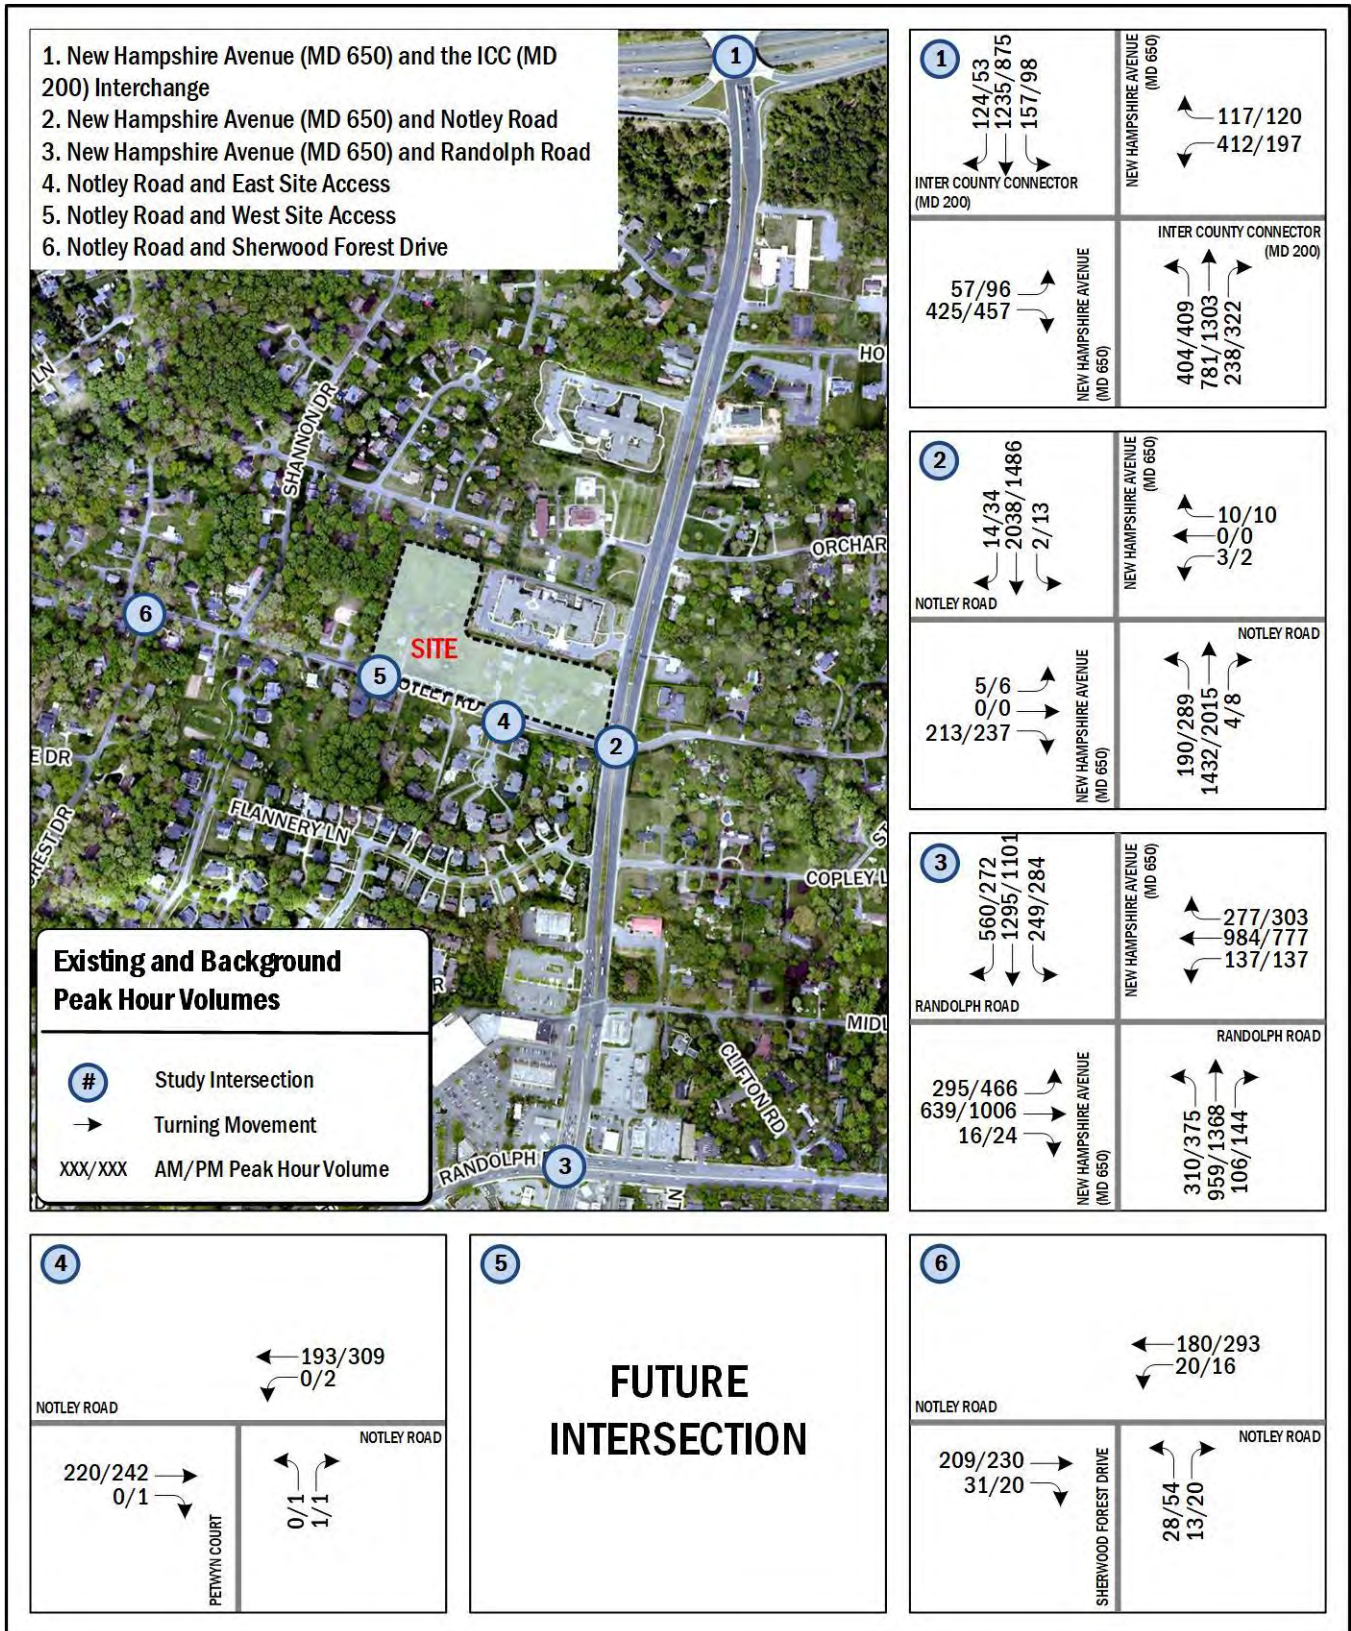 1. New Hampshire Avenue (MD 650) and the ICC (MD
200) Interchange
2. New Hampshire Avenue (MD 650) and Notley Road
3. New Hampshire Avenue (MD 650) and Randolph Road
4. Notley Road and East Site Access
5. Notley Road and West Site Access
6. Notley Road and Sherwood Forest Drive
1
LN
SHANNON DR
HO
ORCHAR
6
SITE
5
OTLEY RD
4
2
E DR
REST DR
FLANNERY LN
ST
COPLEY L
R
MIDL
CLIFTON RD
RANDOLPH
3
LN
Existing and Background
Peak Hour Volumes
#
Study Intersection
Turning Movement
XXX/XXX
AM/PM Peak Hour Volume
1
124/53
1235/875
157/98
NEW HAMPSHIRE AVENUE
(MD 650)
117/120
412/197
INTER COUNTY CONNECTOR
(MD 200)
INTER COUNTY CONNECTOR
(MD 200)
57/96
425/457
NEW HAMPSHIRE AVENUE
(MD 650)
404/409
781/1303
238/322
2
14/34
2038/1486
2/13
NEW HAMPSHIRE AVENUE
(MD 650)
10/10
0/0
3/2
NOTLEY ROAD
NOTLEY ROAD
5/6
0/0
213/237
NEW HAMPSHIRE AVENUE
(MD 650)
190/289
1432/2015
4/8
3
560/272
1295/1101
249/284
NEW HAMPSHIRE AVENUE
(MD 650)
277/303
984/777
137/137
RANDOLPH ROAD
RANDOLPH ROAD
295/466
639/1006
16/24
NEW HAMPSHIRE AVENUE
(MD 650)
310/375
959/1368
106/144
4
193/309
0/2
NOTLEY ROAD
NOTLEY ROAD
220/242
0/1
PETWYN COURT
0/1
1/1
5
FUTURE
INTERSECTION
6
180/293
20/16
NOTLEY ROAD
NOTLEY ROAD
209/230
31/20
SHERWOOD FOREST DRIVE
28/54
13/20